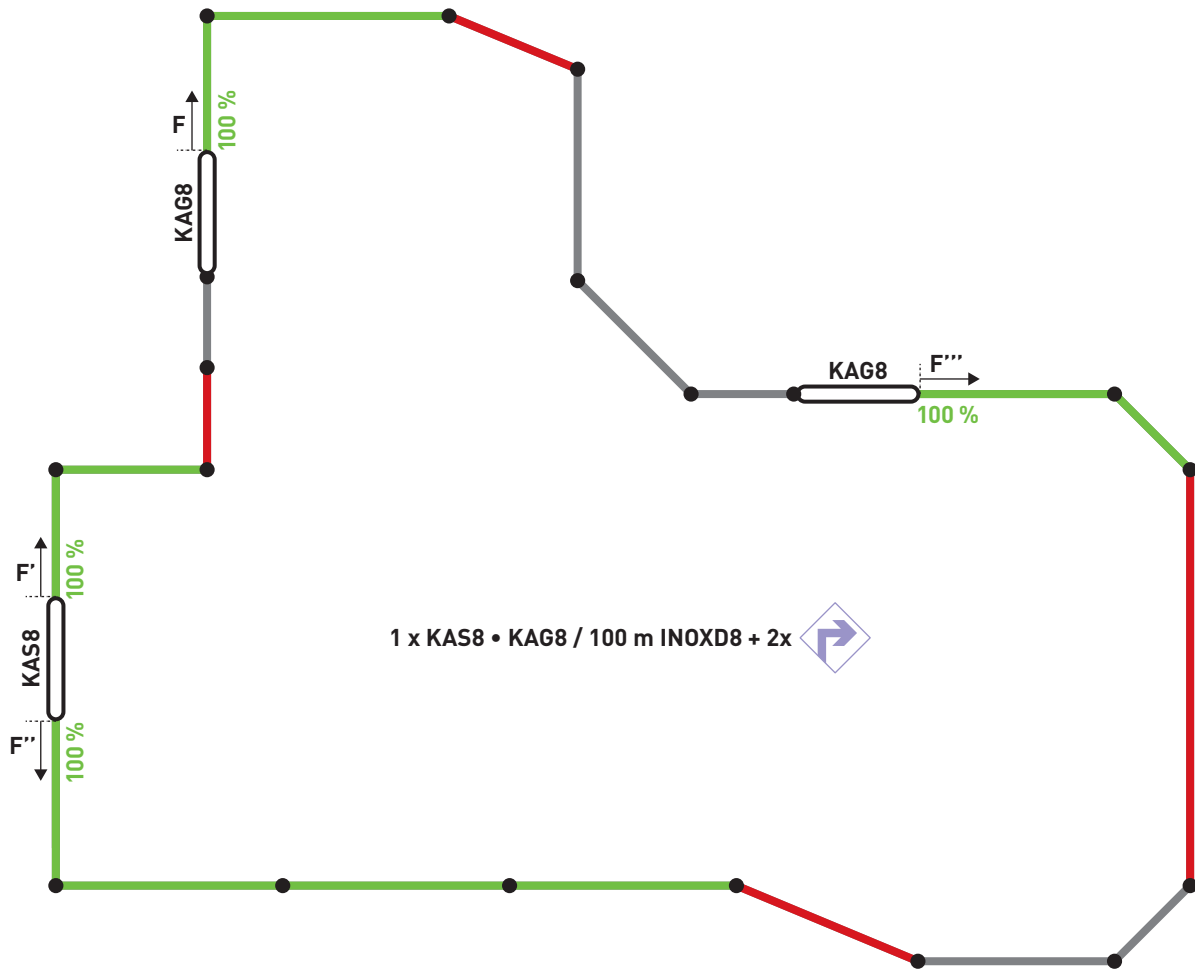 F
100 %
KAG8
KAG8
F’’’
100 %
F’
100 %
KAS8
1 x KAS8 • KAG8 / 100 m INOXD8 + 2x
F’’
100 %